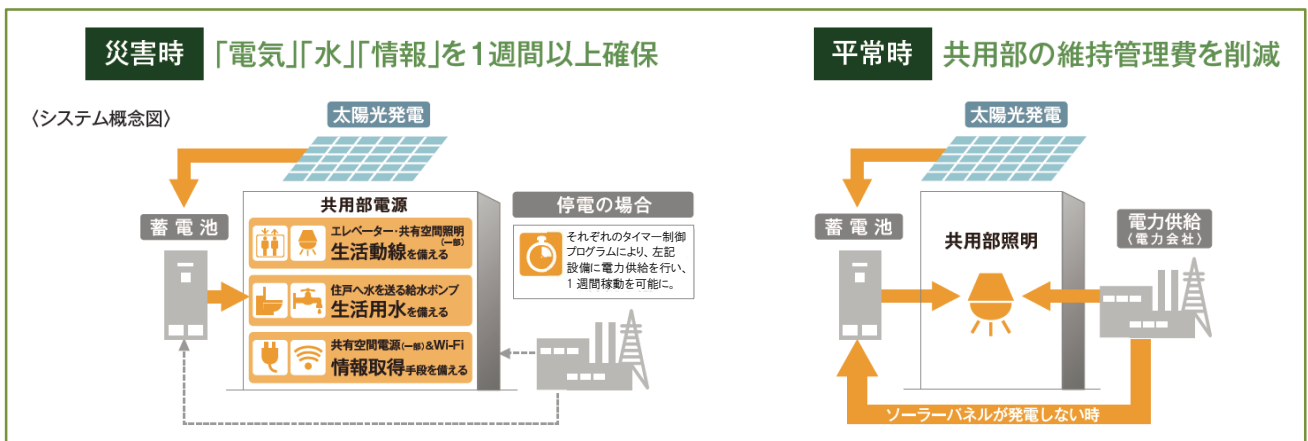 災害時 「電気」「水」「情報」を1週間以上確保
〈システム概念図〉
太陽光発電
蓄電池
共用部電源
エレベーター・共有空間照明(一部)
生活動線を備える
住戸へ水を送る給水ポンプ
生活用水を備える
共有空間電源(一部)&Wi-Fi
情報取得手段を備える
停電の場合
それぞれのタイマー制御
プログラムにより、左記
設備に電力供給を行い、
1週間稼動を可能に。
平常時 共用部の維持管理費を削減
太陽光発電
蓄電池
共用部照明
電力供給
〈電力会社〉
ソーラーパネルが発電しない時